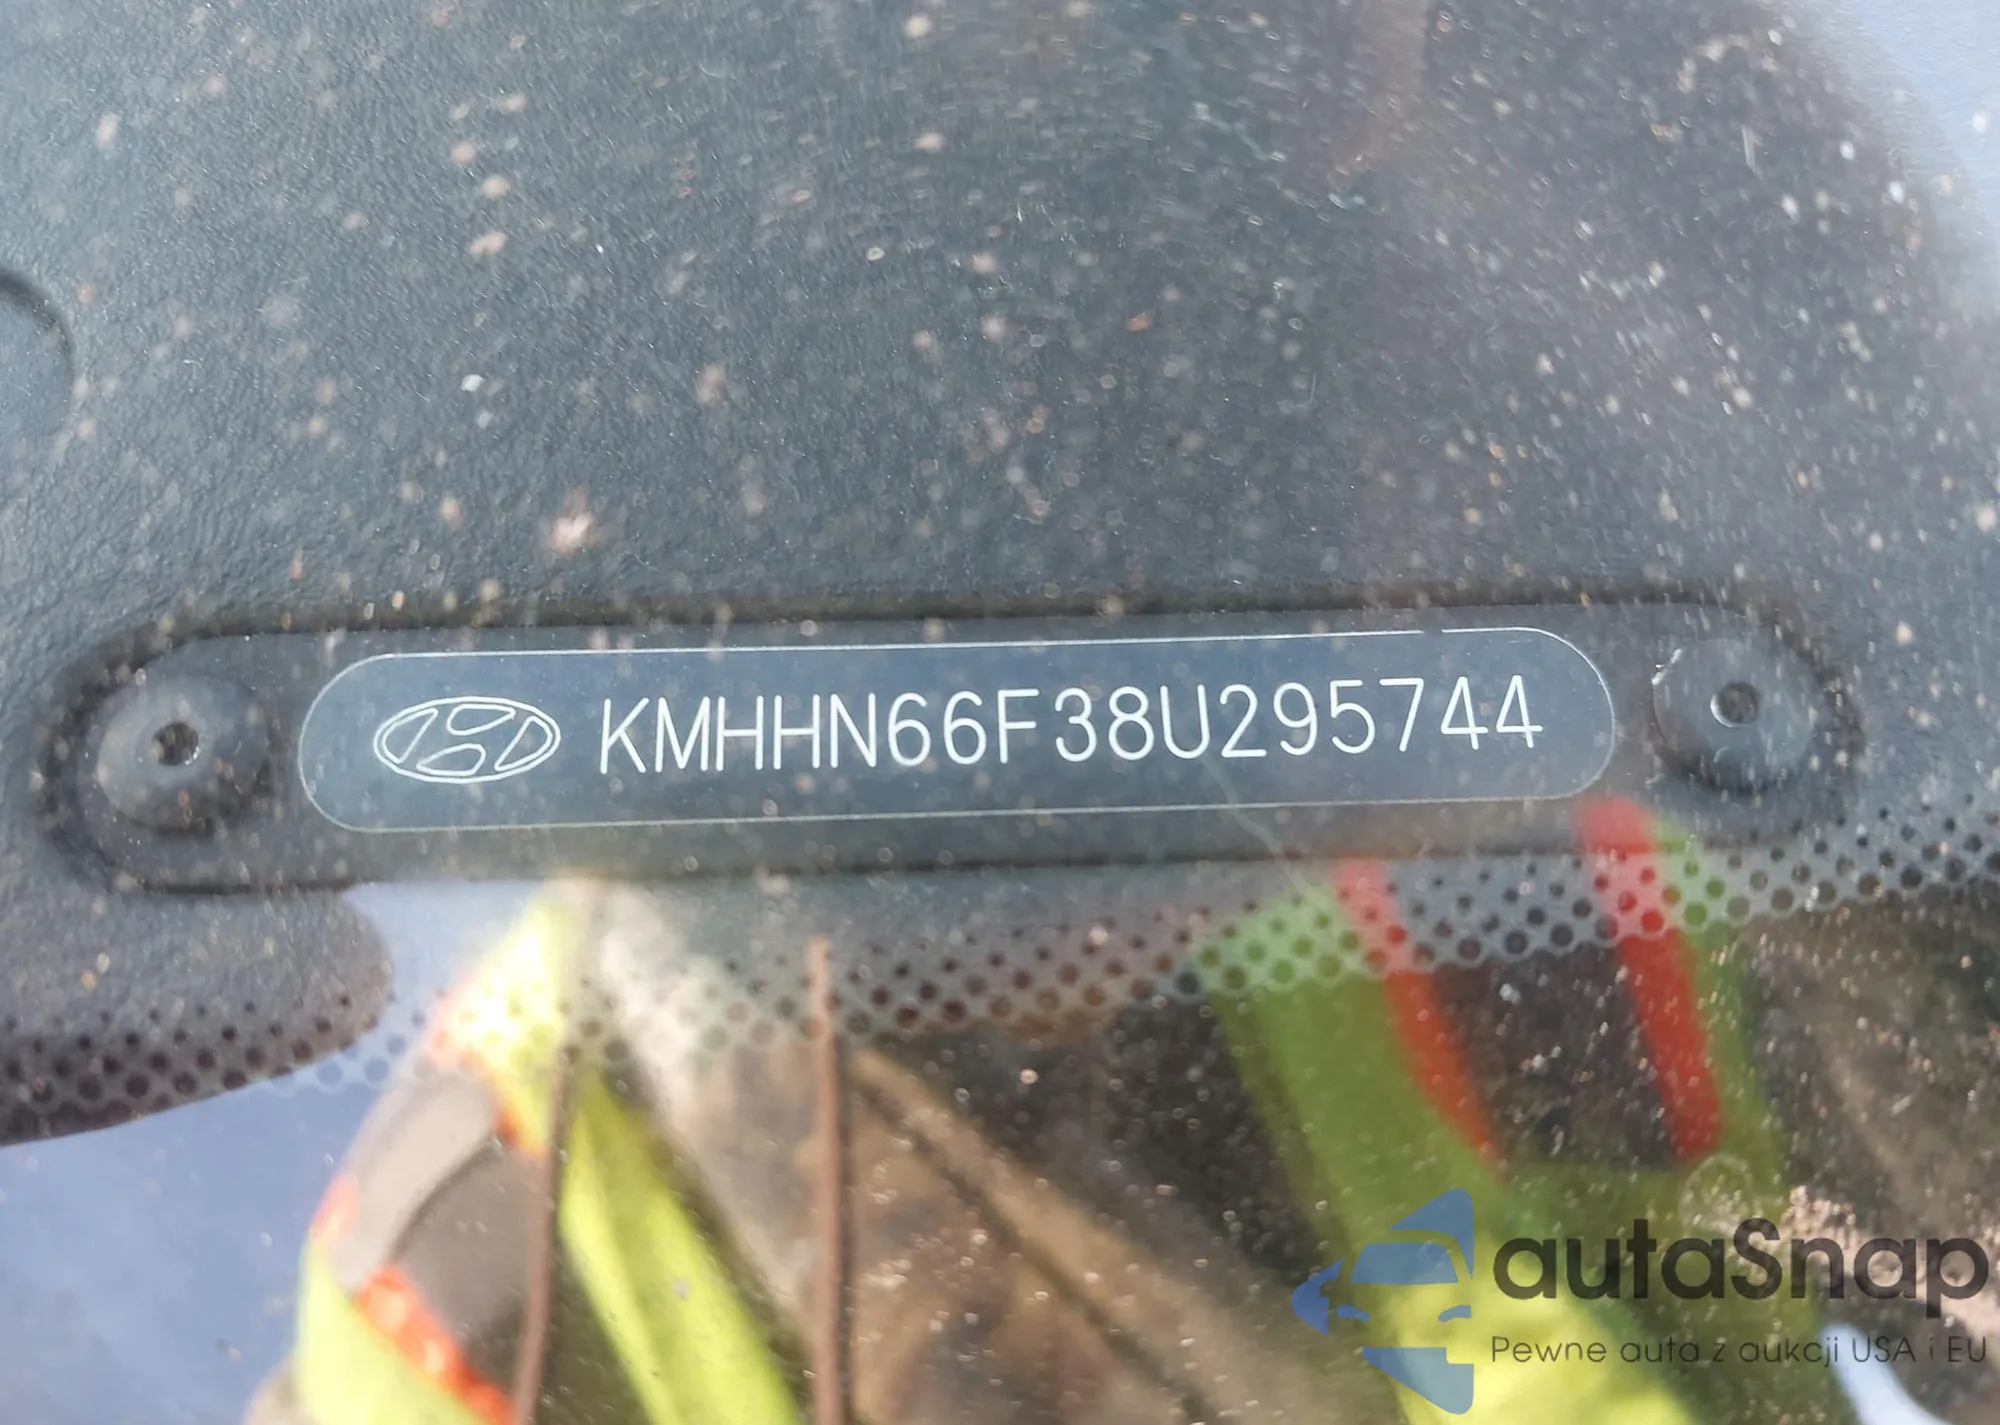 KMHHN66F38U295744
autaSnap
Pewne auta z aukcji USA i EU